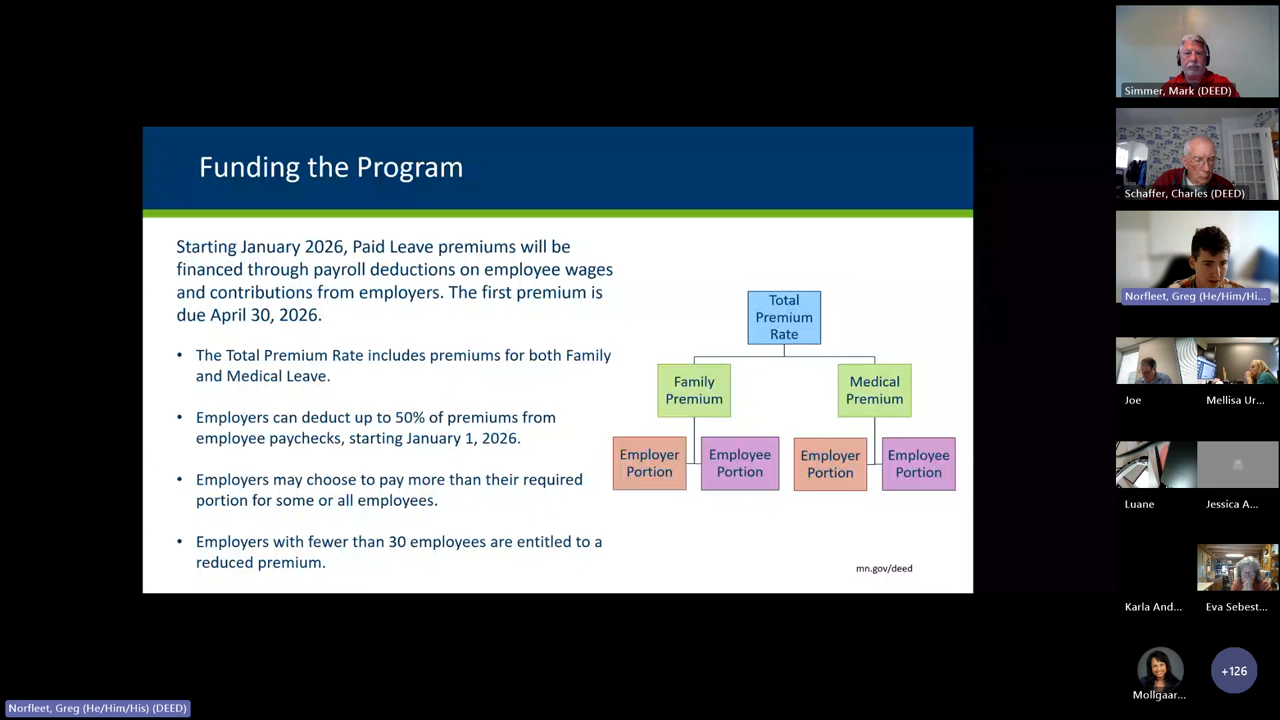 Funding the Program
Starting January 2026, Paid Leave premiums will be
financed through payroll deductions on employee wages
and contributions from employers. The first premium is
due April 30, 2026.
• The Total Premium Rate includes premiums for both Family
and Medical Leave.
• Employers can deduct up to 50% of premiums from
employee paychecks, starting January 1, 2026.
• Employers may choose to pay more than their required
portion for some or all employees.
• Employers with fewer than 30 employees are entitled to a
reduced premium.
Total
Premium
Rate
Family
Premium
Medical
Premium
Employer
Portion
Employee
Portion
Employer
Portion
Employee
Portion
mn.gov/deed
Simmer, Mark (DEED)
Schaffer, Charles (DEED)
Norfleet, Greg (He/Him/Hi...
Joe
Mellisa Ur...
Luane
Jessica A...
Karla And...
Eva Sebest...
Mollgaar...
+126
Norfleet, Greg (He/Him/His) (DEED)